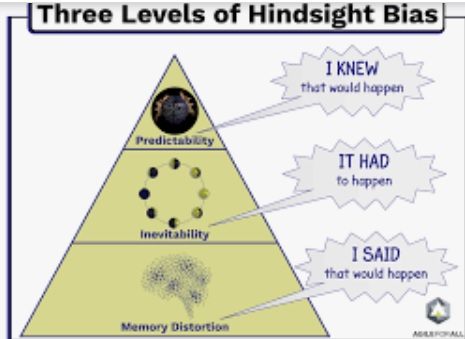 Three Levels of Hindsight Bias
I KNEW
that would happen
Predictability
IT HAD
to happen
Inevitability
I SAID
that would happen
Memory Distortion
AGILEFORALL